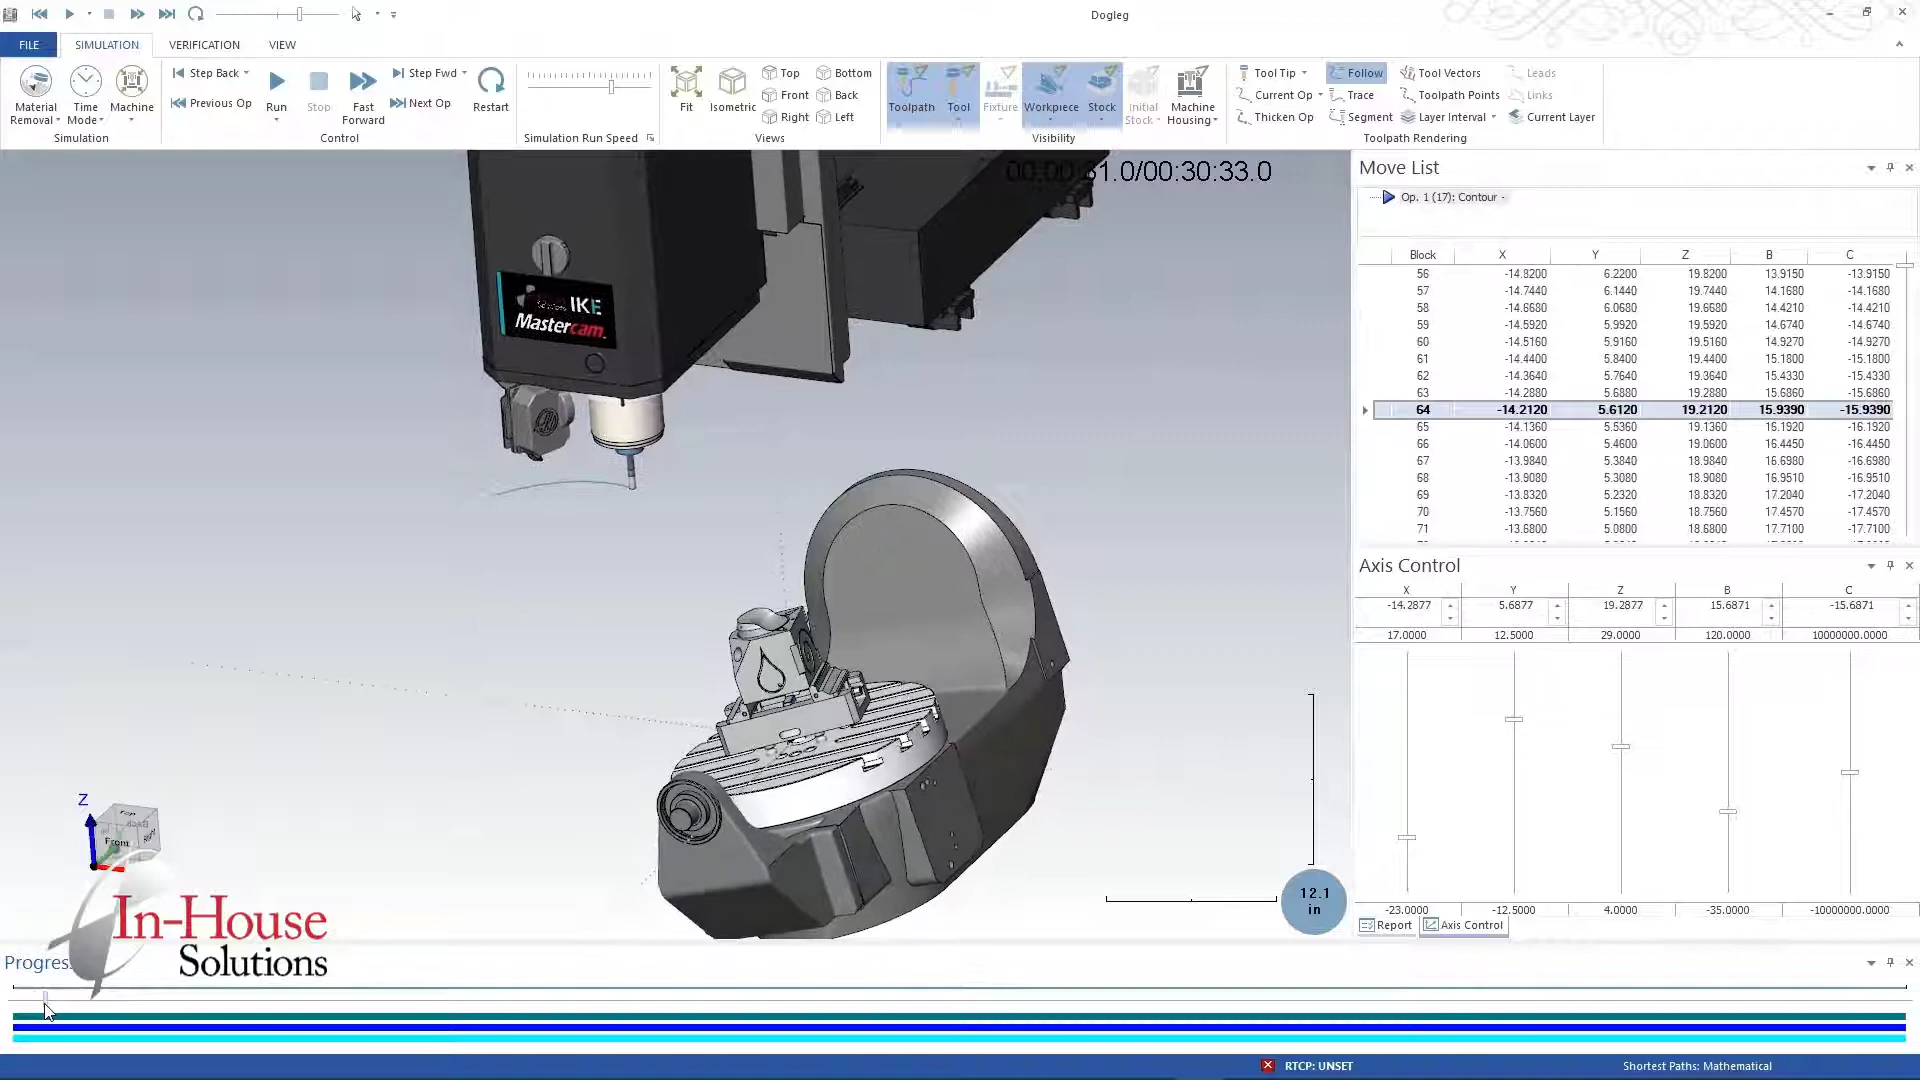 Dogleg
FILE SIMULATION VERIFICATION VIEW
Material Removal Time Mode Machine
Simulation
Step Back Previous Op Run Stop Fast Forward Step Fwd Next Op Restart
Control
Simulation Run Speed
Fit Isometric Top Front Right Bottom Back Left
Views
Toolpath Tool Fixture Workpiece Stock Initial Stock Machine Housing
Visibility
Tool Tip Follow Tool Vectors Leads
Current Op Trace Toolpath Points Links
Thicken Op Segment Layer Interval Current Layer
Toolpath Rendering
31.0/00:30:33.0
IKE
Mastercam
Z
Top
Front
Right
Back
12.1
in
In-House
Solutions
Move List
Op. 1 (17): Contour -
Block X Y Z B C
56 -14.8200 6.2200 19.8200 13.9150 -13.9150
57 -14.7440 6.1440 19.7440 14.1680 -14.1680
58 -14.6680 6.0680 19.6680 14.4210 -14.4210
59 -14.5920 5.9920 19.5920 14.6740 -14.6740
60 -14.5160 5.9160 19.5160 14.9270 -14.9270
61 -14.4400 5.8400 19.4400 15.1800 -15.1800
62 -14.3640 5.7640 19.3640 15.4330 -15.4330
63 -14.2880 5.6880 19.2880 15.6860 -15.6860
64 -14.2120 5.6120 19.2120 15.9390 -15.9390
65 -14.1360 5.5360 19.1360 16.1920 -16.1920
66 -14.0600 5.4600 19.0600 16.4450 -16.4450
67 -13.9840 5.3840 18.9840 16.6980 -16.6980
68 -13.9080 5.3080 18.9080 16.9510 -16.9510
69 -13.8320 5.2320 18.8320 17.2040 -17.2040
70 -13.7560 5.1560 18.7560 17.4570 -17.4570
71 -13.6800 5.0800 18.6800 17.7100 -17.7100
Axis Control
X Y Z B C
-14.2877 5.6877 19.2877 15.6871 -15.6871
17.0000 12.5000 29.0000 120.0000 10000000.0000
-23.0000 -12.5000 4.0000 -35.0000 -10000000.0000
Report Axis Control
Progres
RTCP: UNSET
Shortest Paths: Mathematical